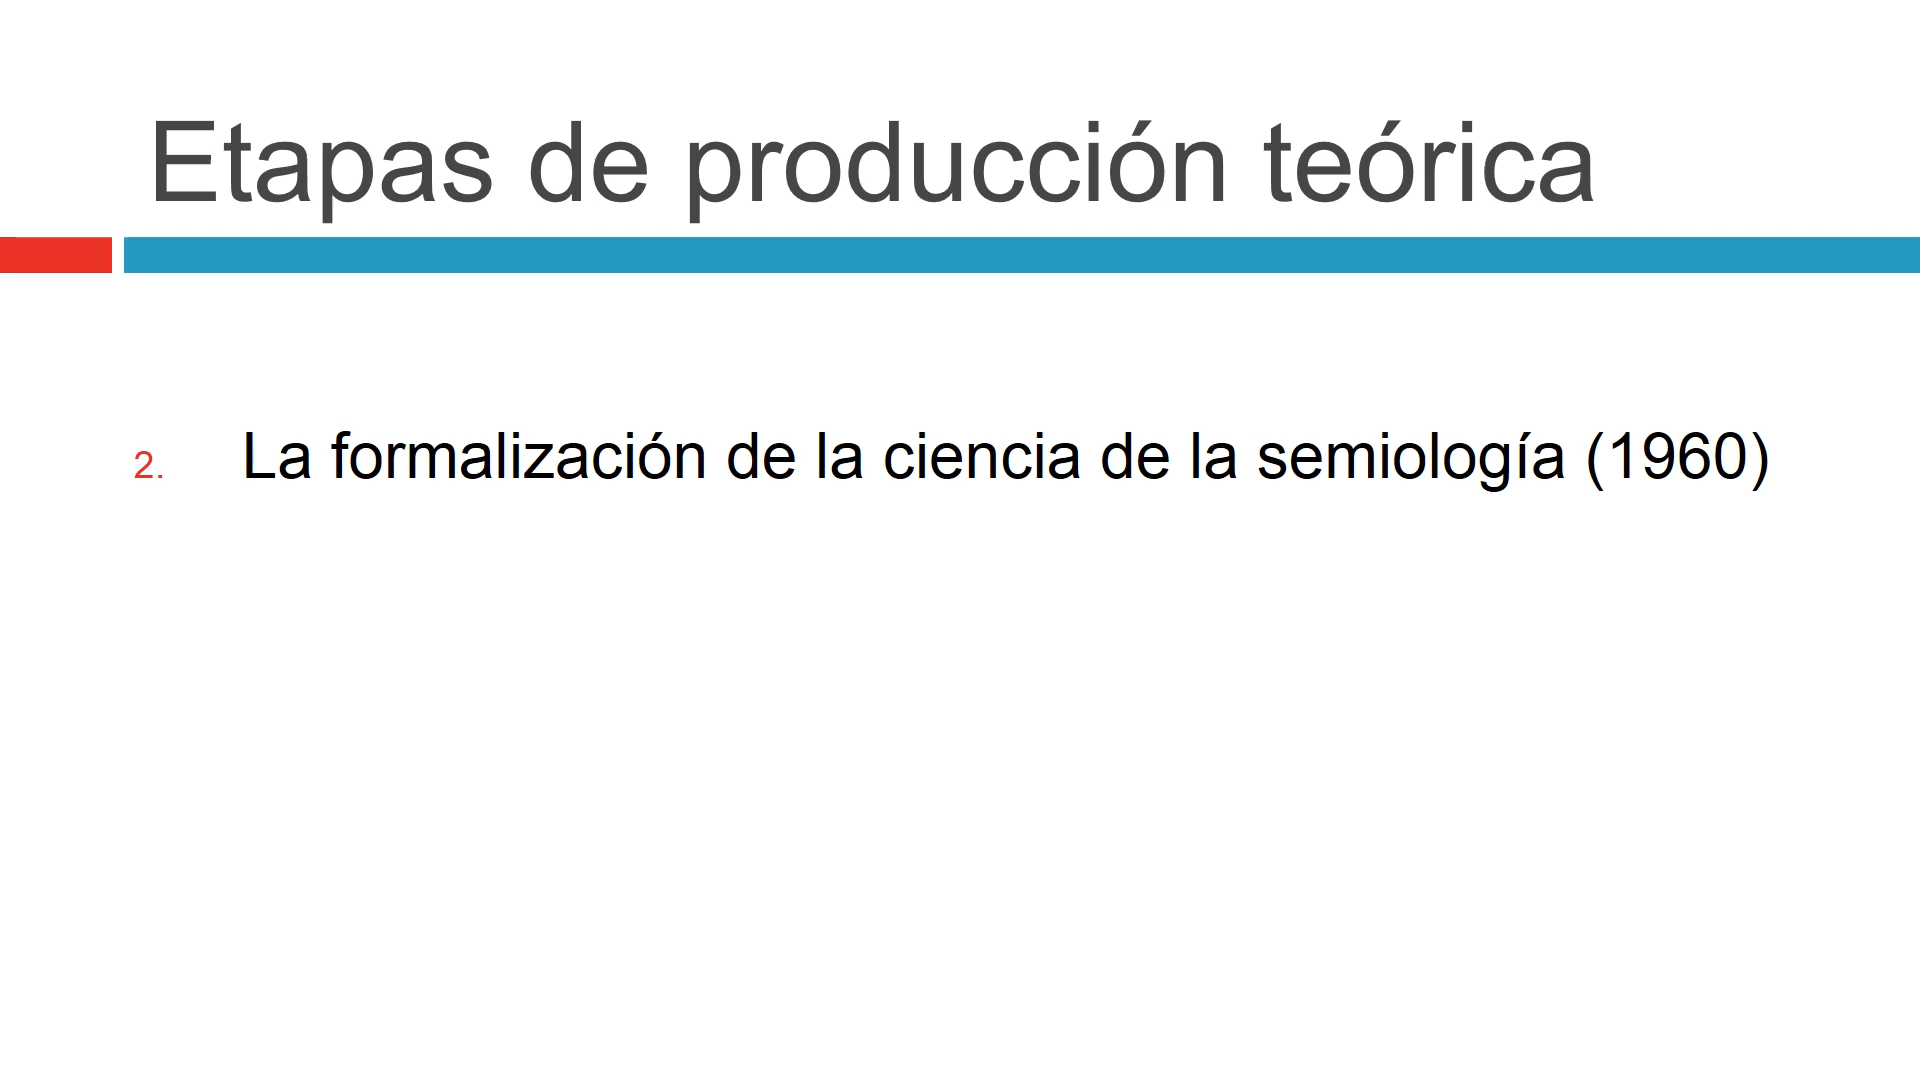 Etapas de producción teórica
2. La formalización de la ciencia de la semiología (1960)